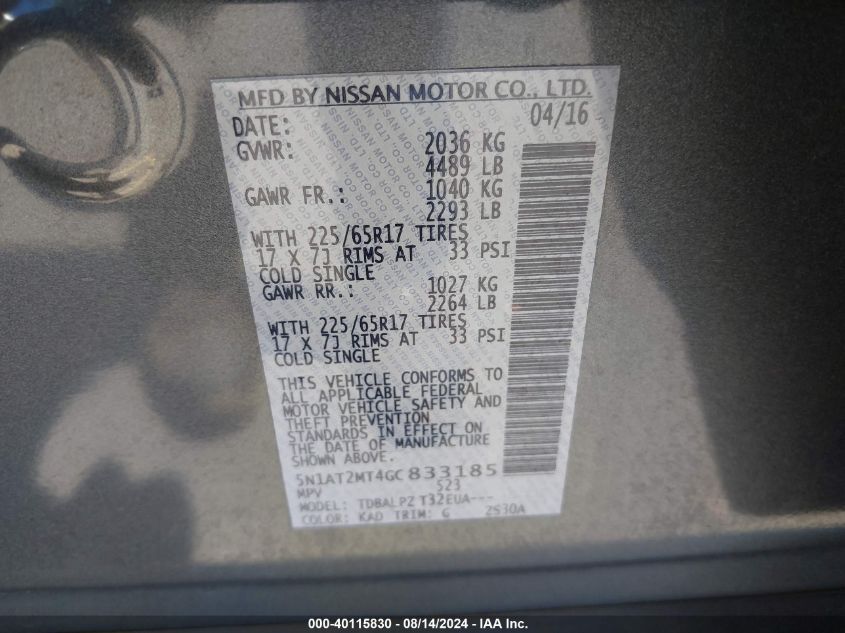 MFD BY NISSAN MOTOR CO., LTD.
DATE: 04/16
GVWR: 2036 KG
4489 LB
GAWR FR.: 1040 KG
2293 LB
WITH 225/65R17 TIRES
17 X 7J RIMS AT 33 PSI
COLD SINGLE
GAWR RR.: 1027 KG
2264 LB
WITH 225/65R17 TIRES
17 X 7J RIMS AT 33 PSI
COLD SINGLE
THIS VEHICLE CONFORMS TO
ALL APPLICABLE FEDERAL
MOTOR VEHICLE SAFETY AND
THEFT PREVENTION
STANDARDS IN EFFECT ON
THE DATE OF MANUFACTURE
SHOWN ABOVE.
5N1AT2MT4GC833185
MPV S23
MODEL: TDBALPZ T32EUA---
COLOR: KAD TRIM: G 2S30A
000-40115830 - 08/14/2024 - IAA Inc.